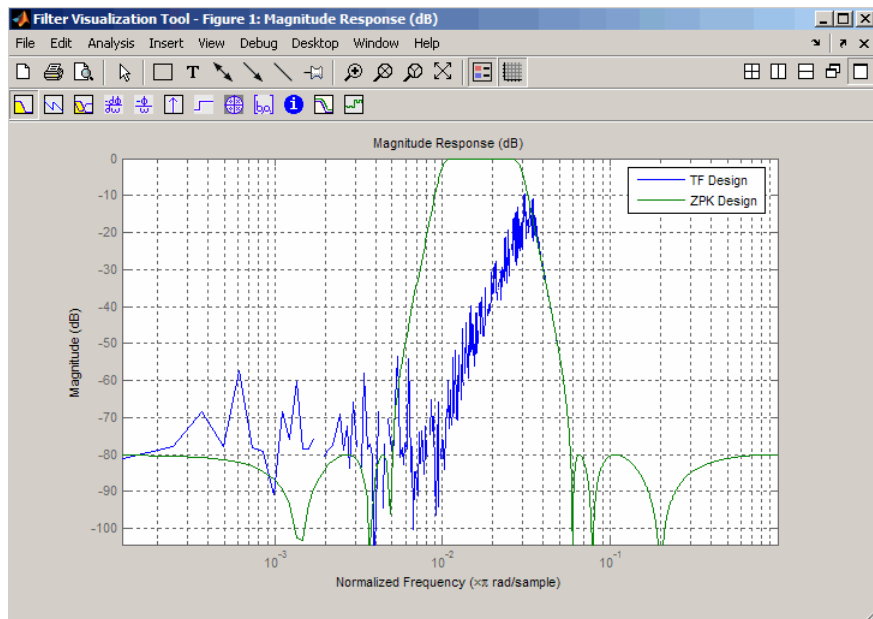 Filter Visualization Tool - Figure 1: Magnitude Response (dB)
File Edit Analysis Insert View Debug Desktop Window Help
T
[b,a]
i
Magnitude Response (dB)
TF Design
ZPK Design
0
-10
-20
-30
-40
-50
-60
-70
-80
-90
-100
Magnitude (dB)
10⁻³
10⁻²
10⁻¹
Normalized Frequency (×π rad/sample)